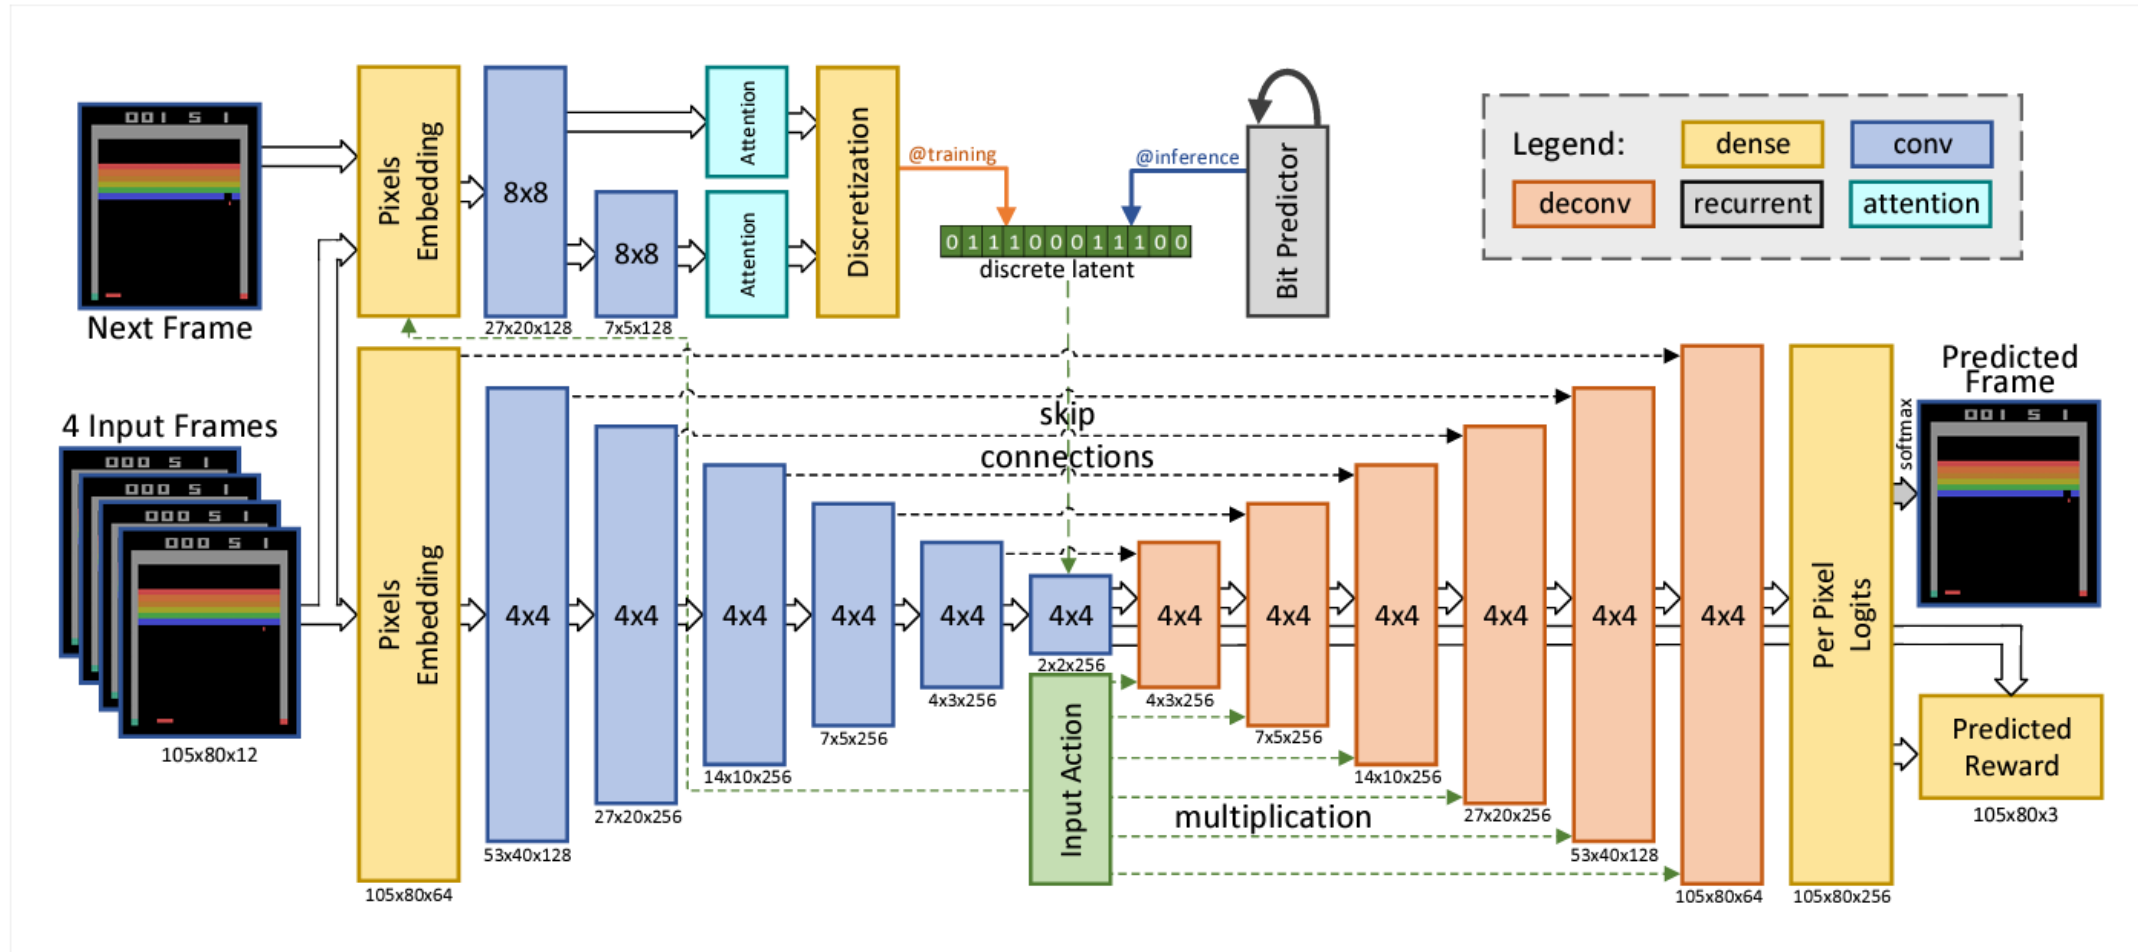 001 5 1
Next Frame
4 Input Frames
000 5 1
000 5 1
000 5 1
000 5 1
105x80x12
Pixels
Embedding
8x8
27x20x128
8x8
7x5x128
Attention
Attention
Discretization
@training
@inference
0 1 1 1 0 0 0 1 1 1 0 0
discrete latent
Bit Predictor
Legend:
dense
conv
deconv
recurrent
attention
Pixels
Embedding
105x80x64
4x4
53x40x128
4x4
27x20x256
4x4
14x10x256
4x4
7x5x256
4x4
4x3x256
4x4
2x2x256
skip
connections
Input Action
multiplication
4x4
4x3x256
4x4
7x5x256
4x4
14x10x256
4x4
27x20x256
4x4
53x40x128
4x4
105x80x64
Per Pixel
Logits
105x80x256
softmax
Predicted
Frame
001 5 1
Predicted
Reward
105x80x3